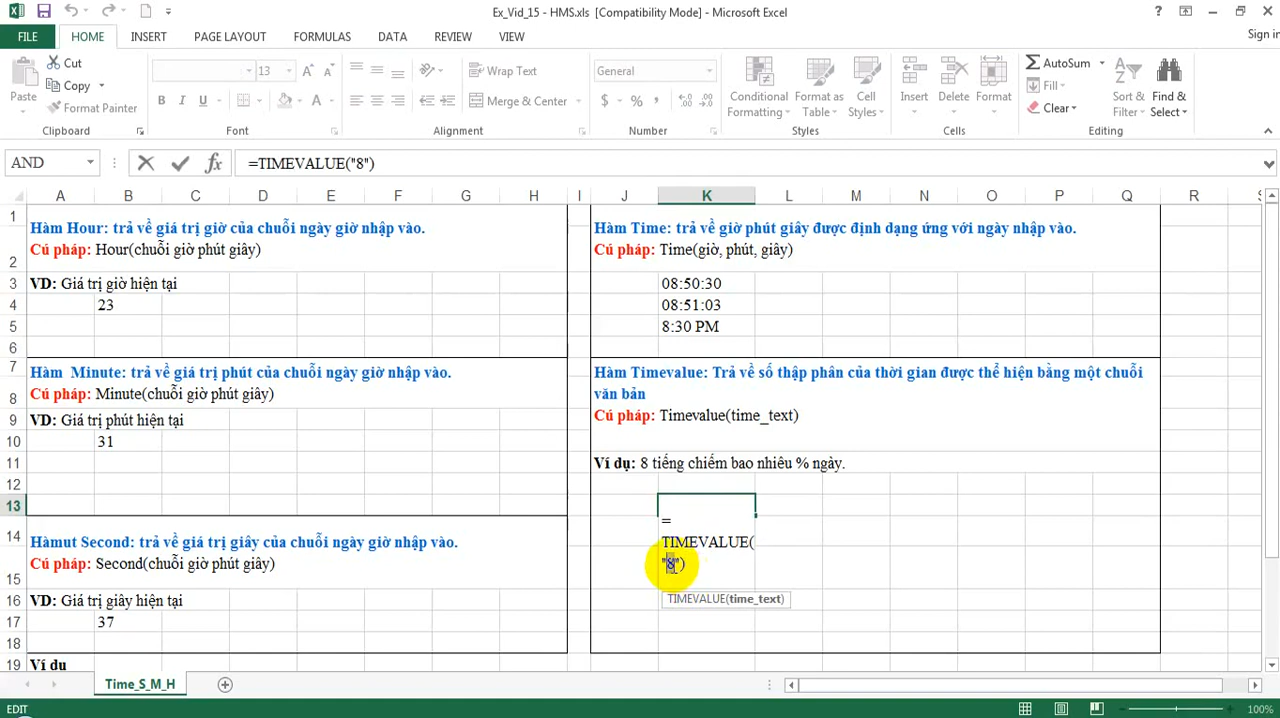 Ex_Vid_15 - HMS.xls [Compatibility Mode] - Microsoft Excel
FILE HOME INSERT PAGE LAYOUT FORMULAS DATA REVIEW VIEW Sign in
Paste Cut Copy Format Painter Clipboard
13 Font
Wrap Text Merge & Center Alignment
General $ % Number
Conditional Formatting Format as Table Cell Styles Styles
Insert Delete Format Cells
AutoSum Fill Clear Sort & Filter Find & Select Editing
AND =TIMEVALUE("8")
A B C D E F G H I J K L M N O P Q R S
1 Hàm Hour: trả về giá trị giờ của chuỗi ngày giờ nhập vào. Hàm Time: trả về giờ phút giây được định dạng ứng với ngày nhập vào.
2 Cú pháp: Hour(chuỗi giờ phút giây) Cú pháp: Time(giờ, phút, giây)
3 VD: Giá trị giờ hiện tại 08:50:30
4 23 08:51:03
5 8:30 PM
6
7 Hàm Minute: trả về giá trị phút của chuỗi ngày giờ nhập vào. Hàm Timevalue: Trả về số thập phân của thời gian được thể hiện bằng một chuỗi
văn bản
8 Cú pháp: Minute(chuỗi giờ phút giây) Cú pháp: Timevalue(time_text)
9 VD: Giá trị phút hiện tại
10 31
11 Ví dụ: 8 tiếng chiếm bao nhiêu % ngày.
12
13
=
14 Hàmut Second: trả về giá trị giây của chuỗi ngày giờ nhập vào. TIMEVALUE(
15 Cú pháp: Second(chuỗi giờ phút giây) "8")
16 VD: Giá trị giây hiện tại TIMEVALUE(time_text)
17 37
18
19 Ví dụ
Time_S_M_H
EDIT 100%